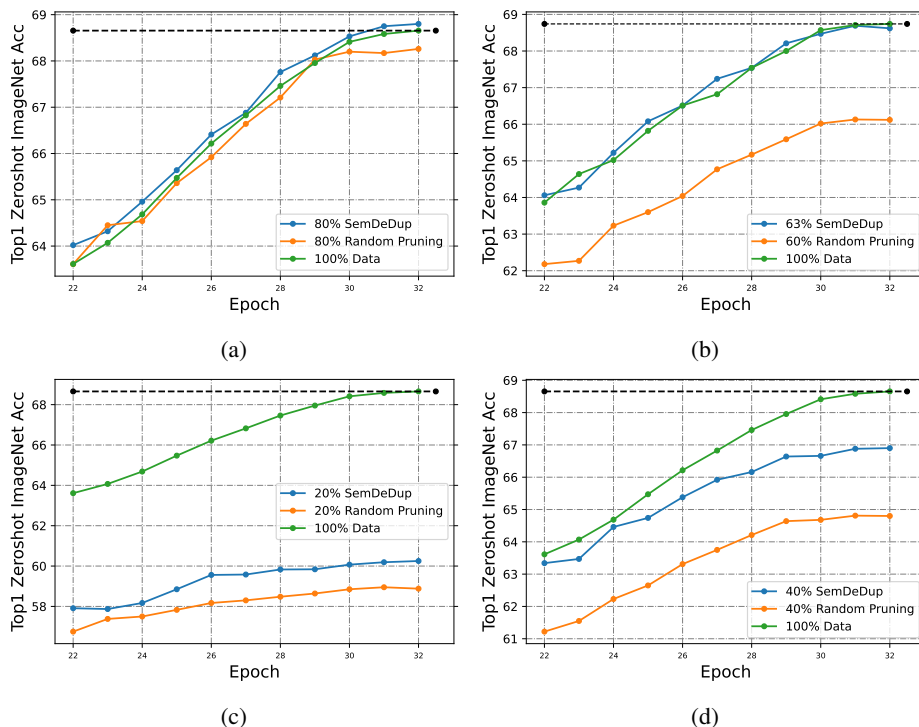 69
68
67
66
65
64
Top1 Zeroshot ImageNet Acc
80% SemDeDup
80% Random Pruning
100% Data
22 24 26 28 30 32
Epoch
(a)
69
68
67
66
65
64
63
62
Top1 Zeroshot ImageNet Acc
63% SemDeDup
60% Random Pruning
100% Data
22 24 26 28 30 32
Epoch
(b)
68
66
64
62
60
58
Top1 Zeroshot ImageNet Acc
20% SemDeDup
20% Random Pruning
100% Data
22 24 26 28 30 32
Epoch
(c)
69
68
67
66
65
64
63
62
61
Top1 Zeroshot ImageNet Acc
40% SemDeDup
40% Random Pruning
100% Data
22 24 26 28 30 32
Epoch
(d)